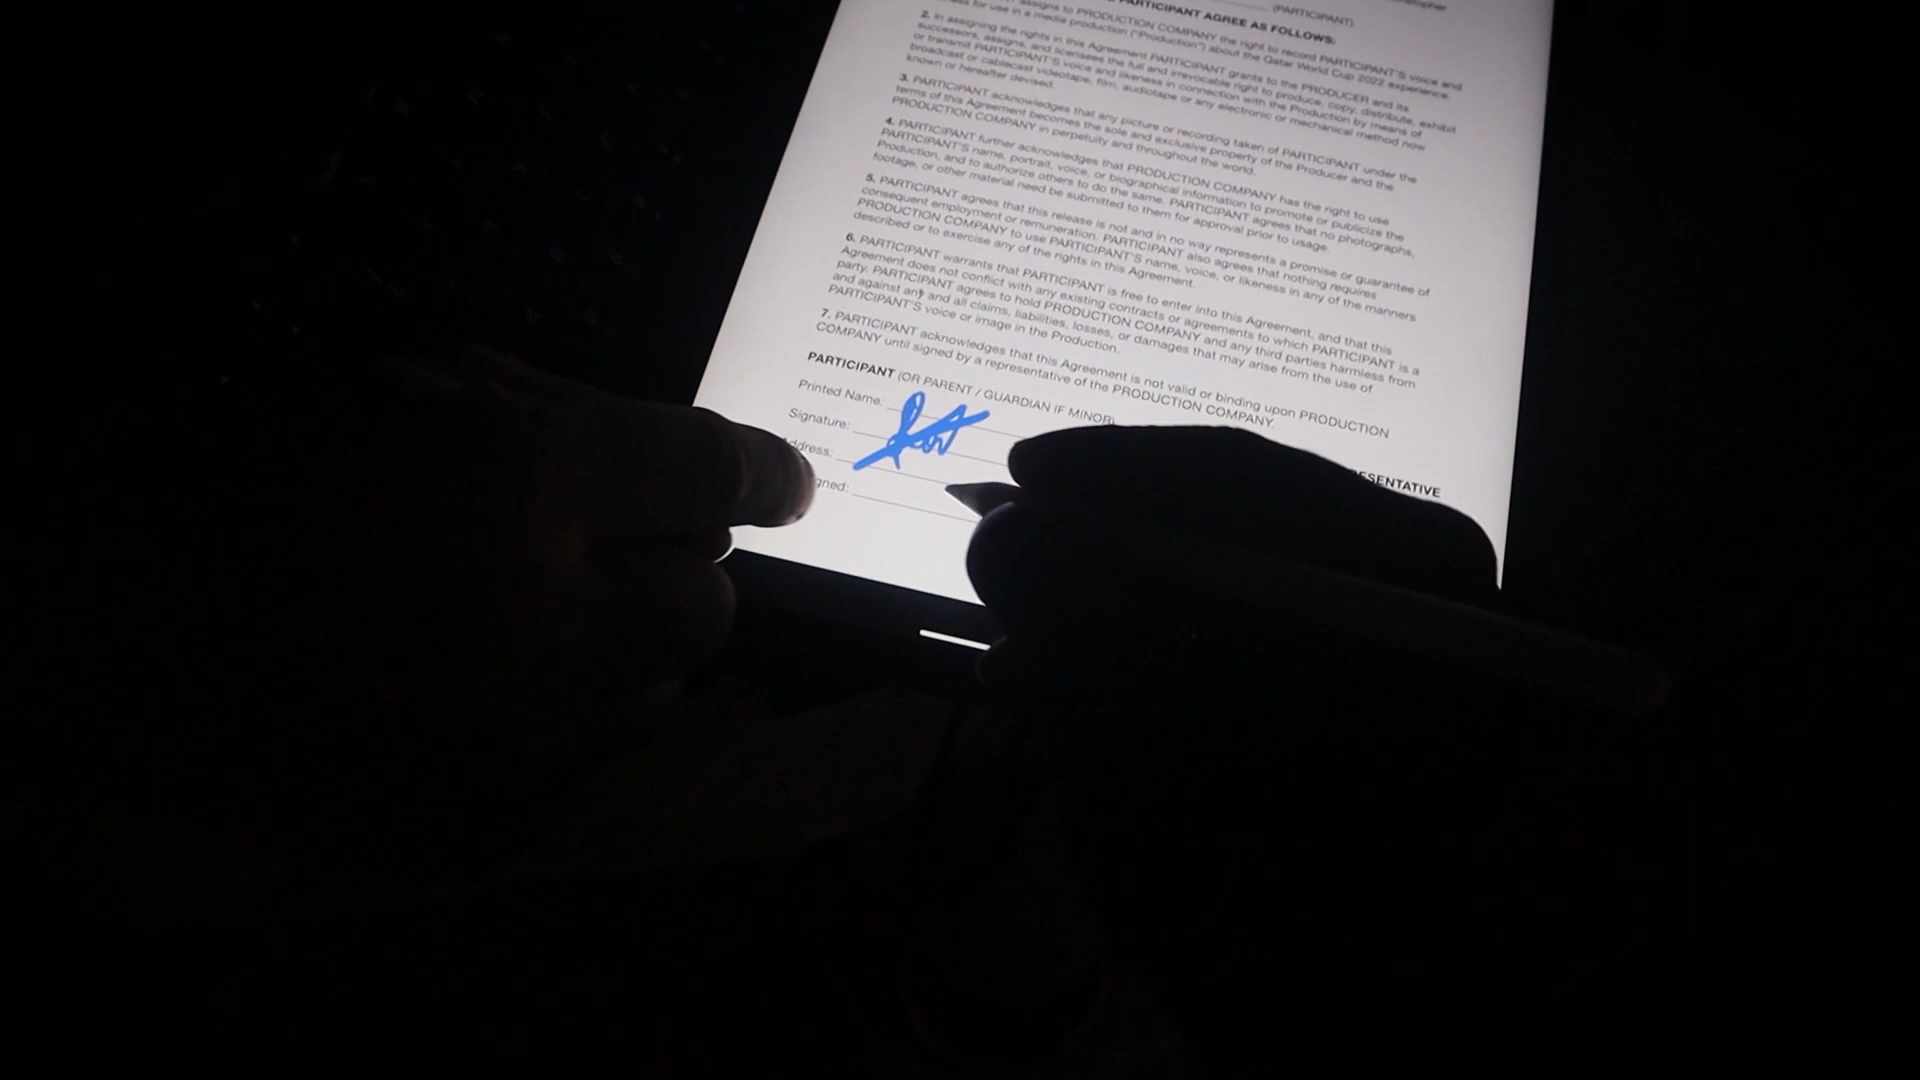 (PARTICIPANT)
PARTICIPANT AGREE AS FOLLOWS:
assigns to PRODUCTION COMPANY the right to record PARTICIPANT'S voice and
for use in a media production ("Production") about the Qatar World Cup 2022 experience.
2. In assigning the rights in this Agreement PARTICIPANT grants to the PRODUCER and its
successors, assigns, and licensees the full and irrevocable right to produce, copy, distribute, exhibit
or transmit PARTICIPANT'S voice and likeness in connection with the Production by means of
broadcast or cablecast videotape, film, audiotape or any electronic or mechanical method now
known or hereafter devised.
3. PARTICIPANT acknowledges that any picture or recording taken of PARTICIPANT under the
terms of this Agreement becomes the sole and exclusive property of the Producer and the
PRODUCTION COMPANY in perpetuity and throughout the world.
4. PARTICIPANT further acknowledges that PRODUCTION COMPANY has the right to use
PARTICIPANT'S name, portrait, voice, or biographical information to promote or publicize the
Production, and to authorize others to do the same. PARTICIPANT agrees that no photographs,
footage, or other material need be submitted to them for approval prior to usage.
5. PARTICIPANT agrees that this release is not and in no way represents a promise or guarantee of
consequent employment or remuneration. PARTICIPANT also agrees that nothing requires
PRODUCTION COMPANY to use PARTICIPANT'S name, voice, or likeness in any of the manners
described or to exercise any of the rights in this Agreement.
6. PARTICIPANT warrants that PARTICIPANT is free to enter into this Agreement, and that this
Agreement does not conflict with any existing contracts or agreements to which PARTICIPANT is a
party. PARTICIPANT agrees to hold PRODUCTION COMPANY and any third parties harmless from
and against any and all claims, liabilities, losses, or damages that may arise from the use of
PARTICIPANT'S voice or image in the Production.
7. PARTICIPANT acknowledges that this Agreement is not valid or binding upon PRODUCTION
COMPANY until signed by a representative of the PRODUCTION COMPANY.
PARTICIPANT (OR PARENT / GUARDIAN IF MINOR)
Printed Name:
Signature:
dress:
gned:
ESENTATIVE